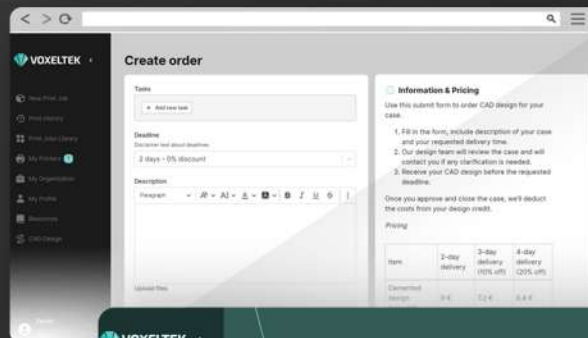 VOXELTEK
New Print Job
Print History
Print Jobs Library
My Printers
My Organization
My Profile
Resources
CAD Design
Create order
Tasks
+ Add new task
Deadline
Disclaimer text about deadlines
2 days - 0% discount
Description
Paragraph
B I U S
Upload files
Information & Pricing
Use this submit form to order CAD design for your
case.
1. Fill in the form, include description of your case
and your requested delivery time.
2. Our design team will review the case and will
contact you if any clarification is needed.
3. Receive your CAD design before the requested
deadline.
Once you approve and close the case, we'll deduct
the costs from your design credit.
Pricing
Item
2-day
delivery
3-day
delivery
(10% off)
4-day
delivery
(20% off)
Cemented
design
VOXELTEK